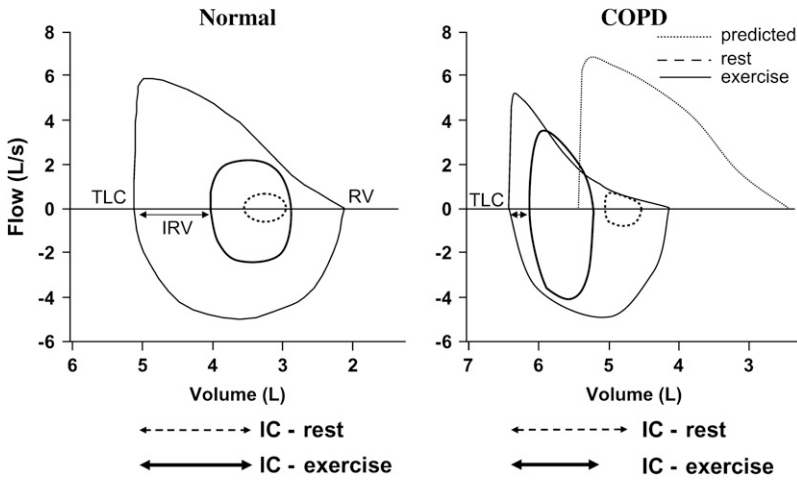 Normal
8
6
4
2
0
-2
-4
-6
Flow (L/s)
TLC
IRV
RV
6 5 4 3 2
Volume (L)
IC - rest
IC - exercise
COPD
predicted
rest
exercise
8
6
4
2
0
-2
-4
-6
TLC
7 6 5 4 3
Volume (L)
IC - rest
IC - exercise